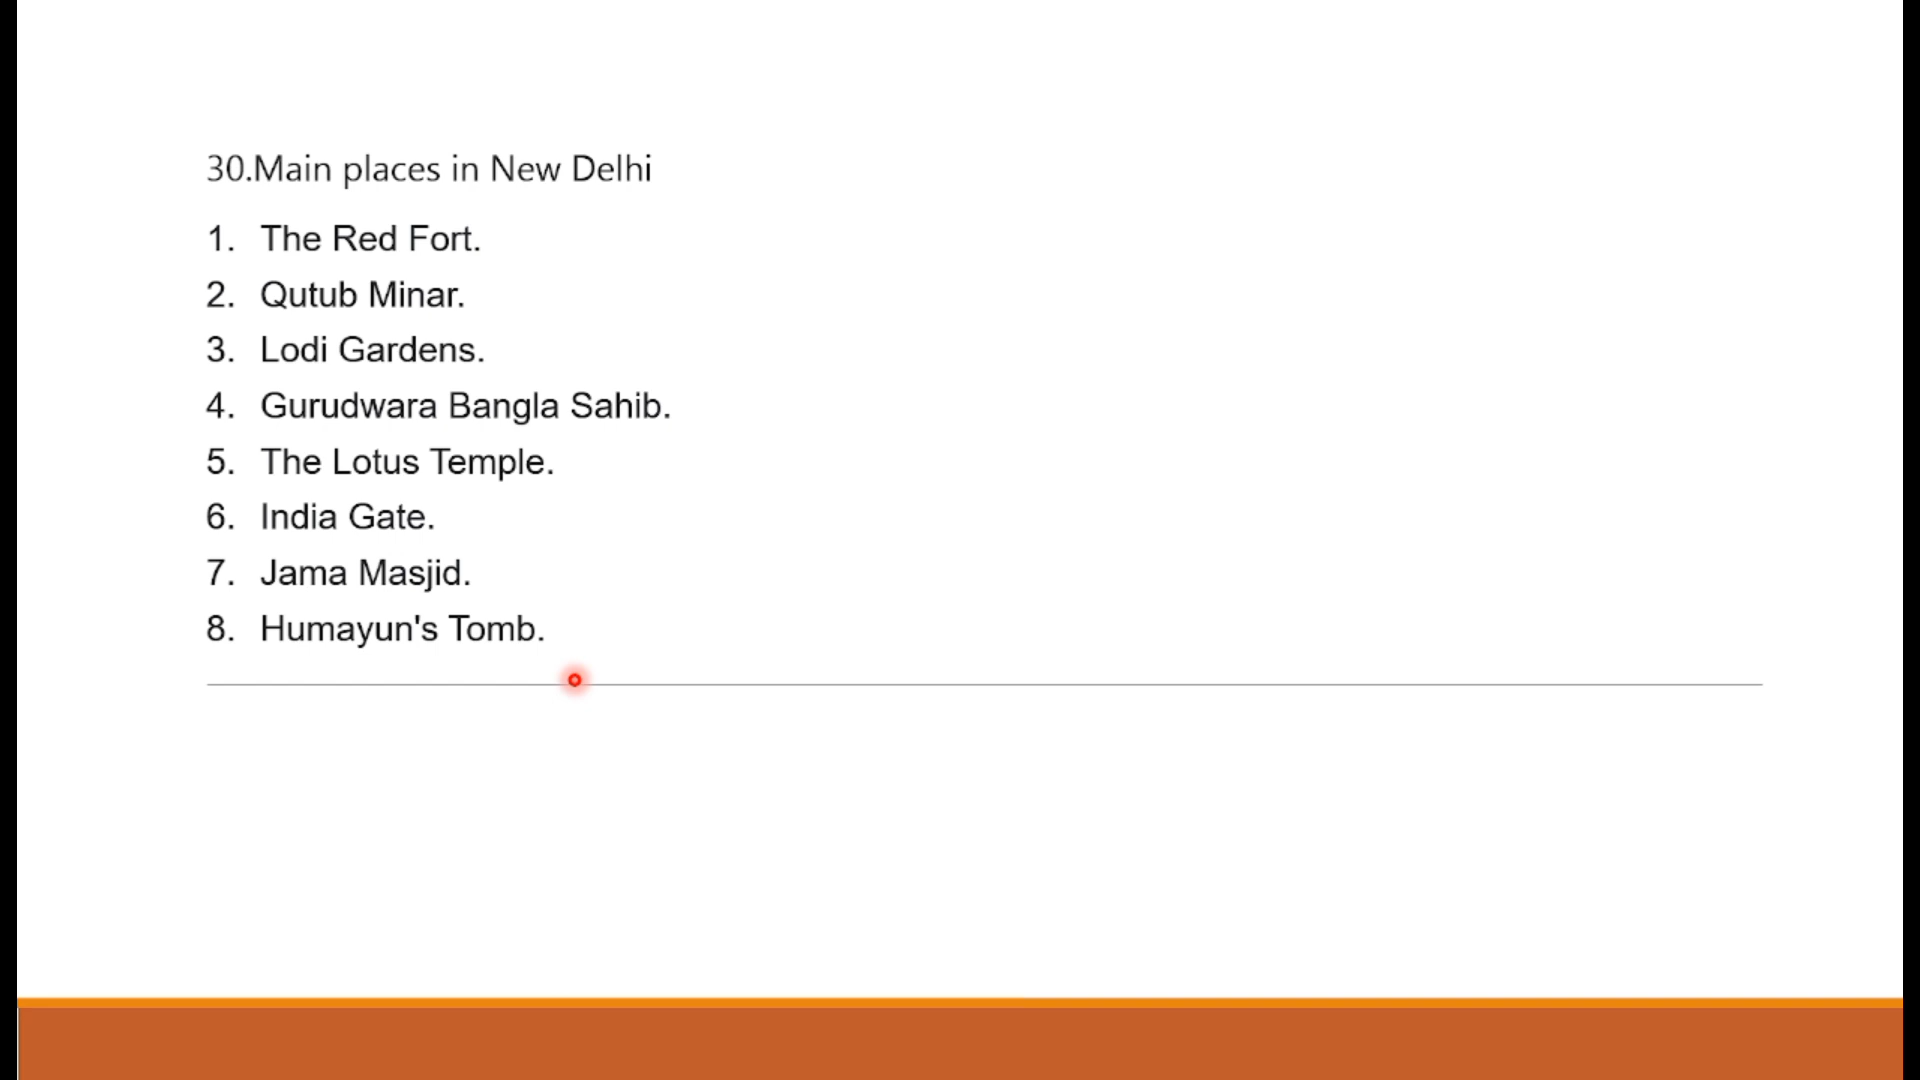 30.Main places in New Delhi
1. The Red Fort.
2. Qutub Minar.
3. Lodi Gardens.
4. Gurudwara Bangla Sahib.
5. The Lotus Temple.
6. India Gate.
7. Jama Masjid.
8. Humayun's Tomb.